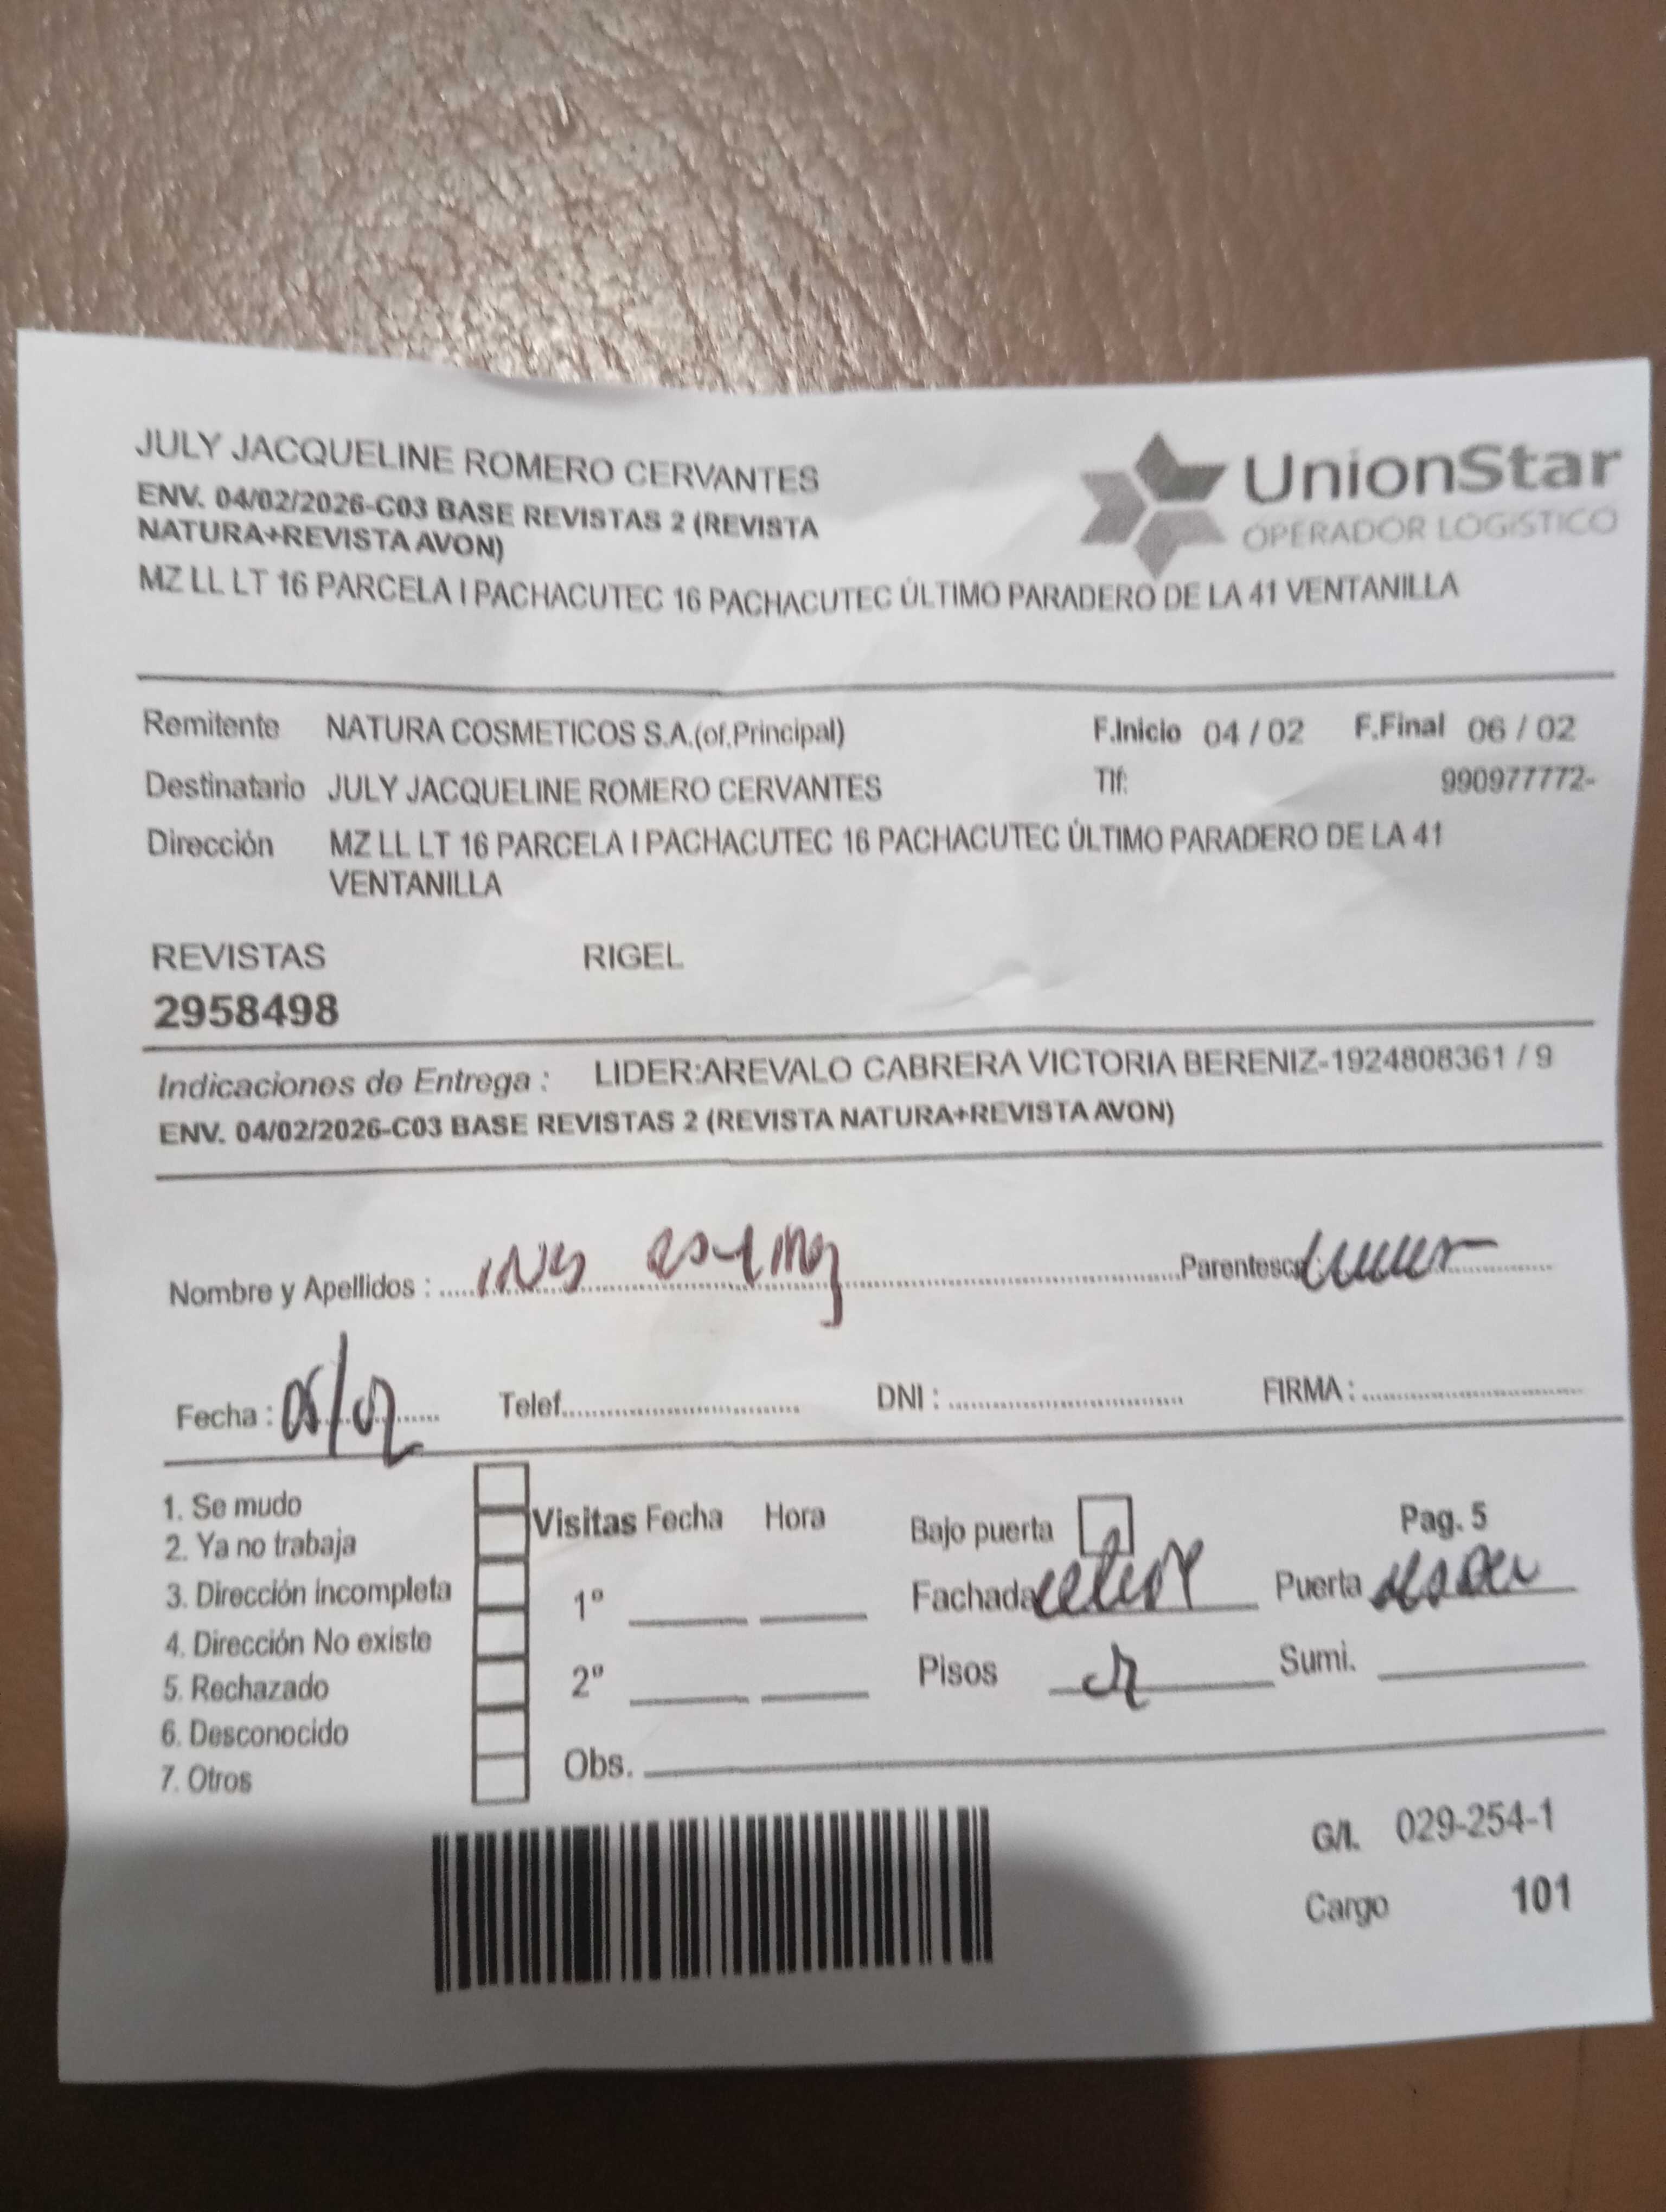 JULY JACQUELINE ROMERO CERVANTES
ENV. 04/02/2026-C03 BASE REVISTAS 2 (REVISTA
NATURA+REVISTA AVON)
MZ LL LT 16 PARCELA I PACHACUTEC 16 PACHACUTEC ÚLTIMO PARADERO DE LA 41 VENTANILLA
UnionStar
OPERADOR LOGISTICO
Remitente NATURA COSMETICOS S.A.(of.Principal) F.Inicio 04 / 02 F.Final 06 / 02
Destinatario JULY JACQUELINE ROMERO CERVANTES Tlf: 990977772-
Dirección MZ LL LT 16 PARCELA I PACHACUTEC 16 PACHACUTEC ÚLTIMO PARADERO DE LA 41
VENTANILLA
REVISTAS RIGEL
2958498
Indicaciones de Entrega : LIDER:AREVALO CABRERA VICTORIA BERENIZ-1924808361 / 9
ENV. 04/02/2026-C03 BASE REVISTAS 2 (REVISTA NATURA+REVISTA AVON)
Nombre y Apellidos : Parentesco
Fecha : 05/02 Telef. DNI : FIRMA :
1. Se mudo
2. Ya no trabaja
3. Dirección incompleta
4. Dirección No existe
5. Rechazado
6. Desconocido
7. Otros
Visitas Fecha Hora
1º
2º
Obs.
Bajo puerta Pag. 5
Fachada celeste Puerta
Pisos Sumi.
G/I. 029-254-1
Cargo 101